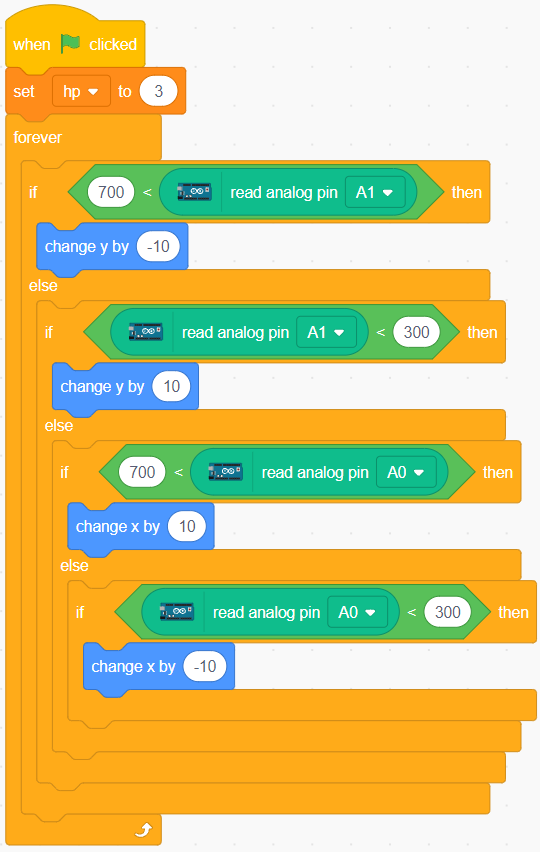 when clicked
set hp to 3
forever
if 700 < read analog pin A1 then
change y by -10
else
if read analog pin A1 < 300 then
change y by 10
else
if 700 < read analog pin A0 then
change x by 10
else
if read analog pin A0 < 300 then
change x by -10